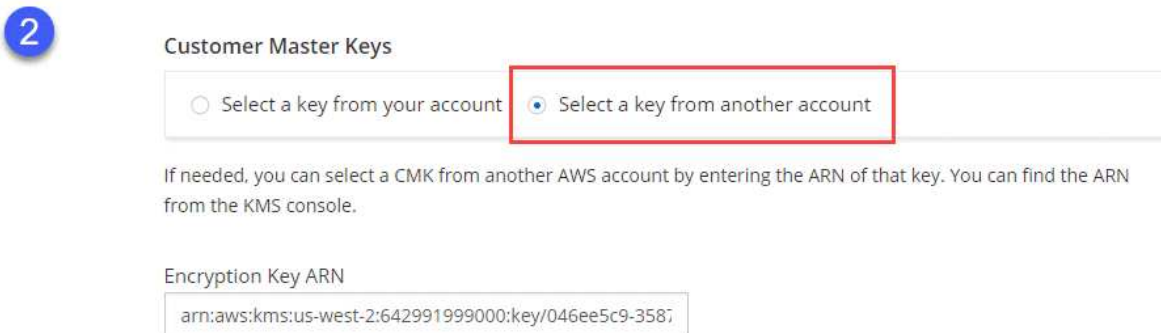 2
Customer Master Keys
Select a key from your account Select a key from another account
If needed, you can select a CMK from another AWS account by entering the ARN of that key. You can find the ARN
from the KMS console.
Encryption Key ARN
arn:aws:kms:us-west-2:642991999000:key/046ee5c9-3587